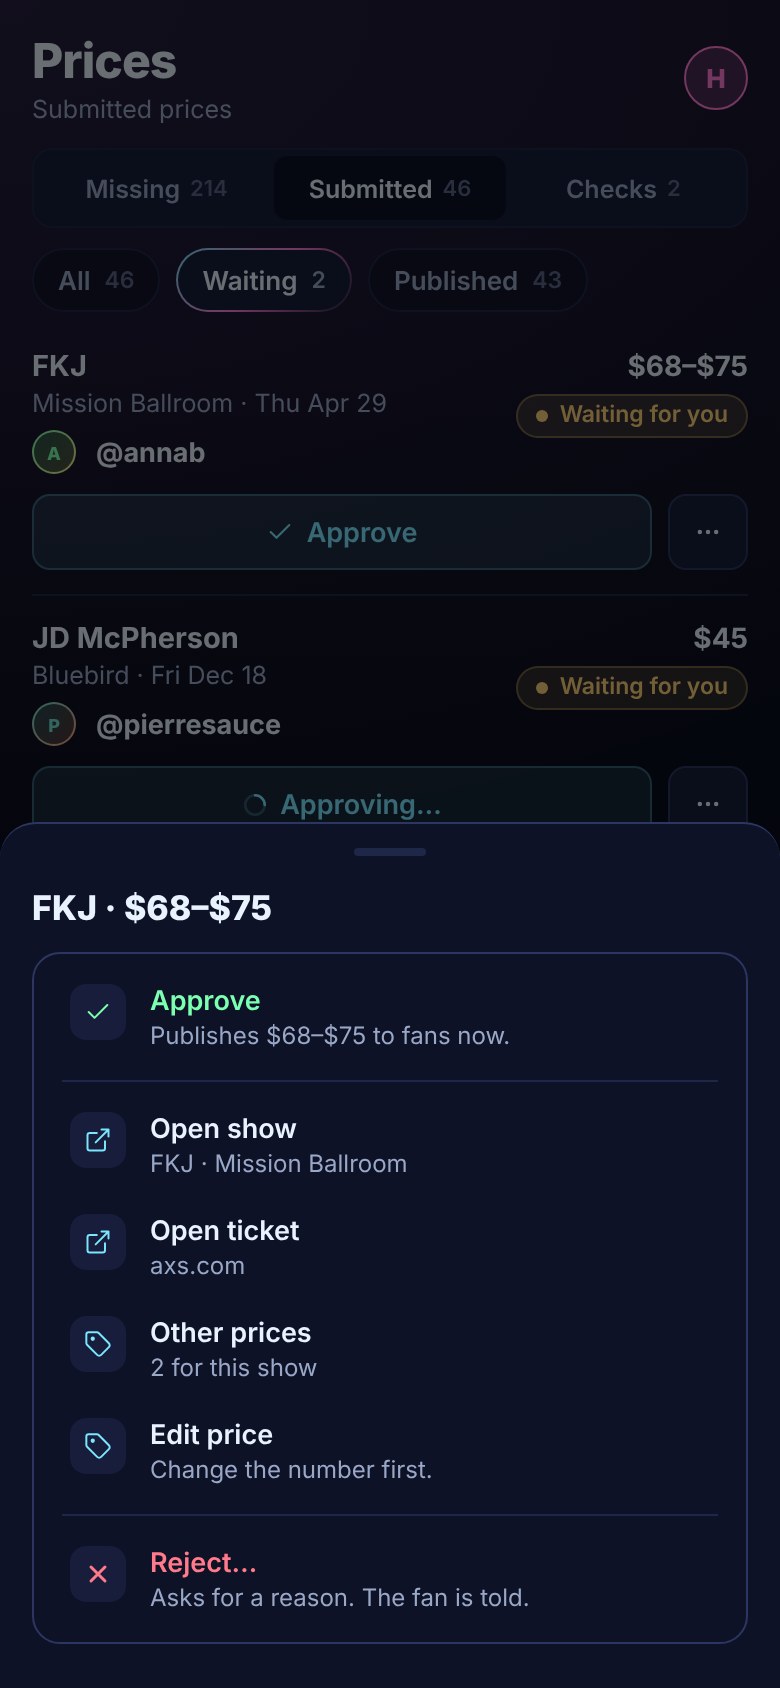 Prices
H
Submitted prices
Missing 214
Submitted 46
Checks 2
All 46
Waiting 2
Published 43
FKJ
$68–$75
Mission Ballroom · Thu Apr 29
Waiting for you
A
@annab
Approve
...
JD McPherson
$45
Bluebird · Fri Dec 18
Waiting for you
P
@pierresauce
Approving...
...
FKJ · $68–$75
Approve
Publishes $68–$75 to fans now.
Open show
FKJ · Mission Ballroom
Open ticket
axs.com
Other prices
2 for this show
Edit price
Change the number first.
Reject...
Asks for a reason. The fan is told.